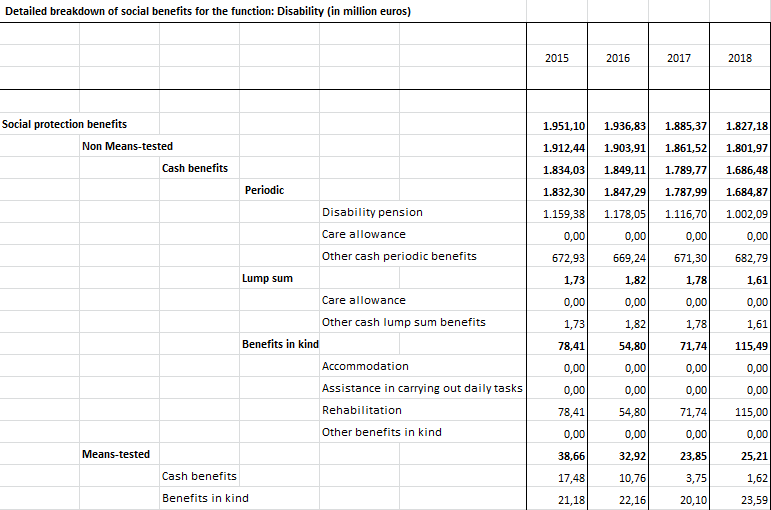 Detailed breakdown of social benefits for the function: Disability (in million euros)
2015 2016 2017 2018
Social protection benefits 1.951,10 1.936,83 1.885,37 1.827,18
Non Means-tested 1.912,44 1.903,91 1.861,52 1.801,97
Cash benefits 1.834,03 1.849,11 1.789,77 1.686,48
Periodic 1.832,30 1.847,29 1.787,99 1.684,87
Disability pension 1.159,38 1.178,05 1.116,70 1.002,09
Care allowance 0,00 0,00 0,00 0,00
Other cash periodic benefits 672,93 669,24 671,30 682,79
Lump sum 1,73 1,82 1,78 1,61
Care allowance 0,00 0,00 0,00 0,00
Other cash lump sum benefits 1,73 1,82 1,78 1,61
Benefits in kind 78,41 54,80 71,74 115,49
Accommodation 0,00 0,00 0,00 0,00
Assistance in carrying out daily tasks 0,00 0,00 0,00 0,00
Rehabilitation 78,41 54,80 71,74 115,00
Other benefits in kind 0,00 0,00 0,00 0,00
Means-tested 38,66 32,92 23,85 25,21
Cash benefits 17,48 10,76 3,75 1,62
Benefits in kind 21,18 22,16 20,10 23,59